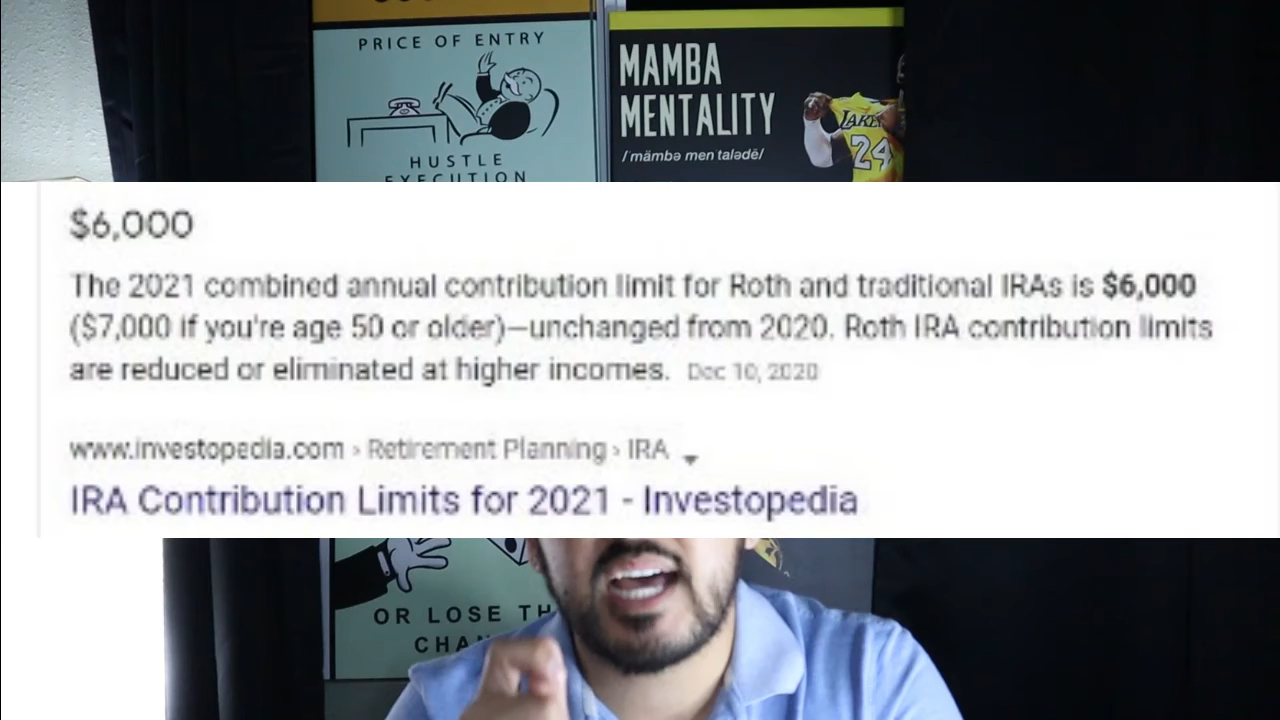 PRICE OF ENTRY
HUSTLE
EXECUTION
MAMBA
MENTALITY
/ˈmämbə men ˈtalədē/
LAKERS
24
$6,000
The 2021 combined annual contribution limit for Roth and traditional IRAs is $6,000
($7,000 if you're age 50 or older)—unchanged from 2020. Roth IRA contribution limits
are reduced or eliminated at higher incomes. Dec 10, 2020
www.investopedia.com › Retirement Planning › IRA
IRA Contribution Limits for 2021 - Investopedia
OR LOSE TH
CHAN